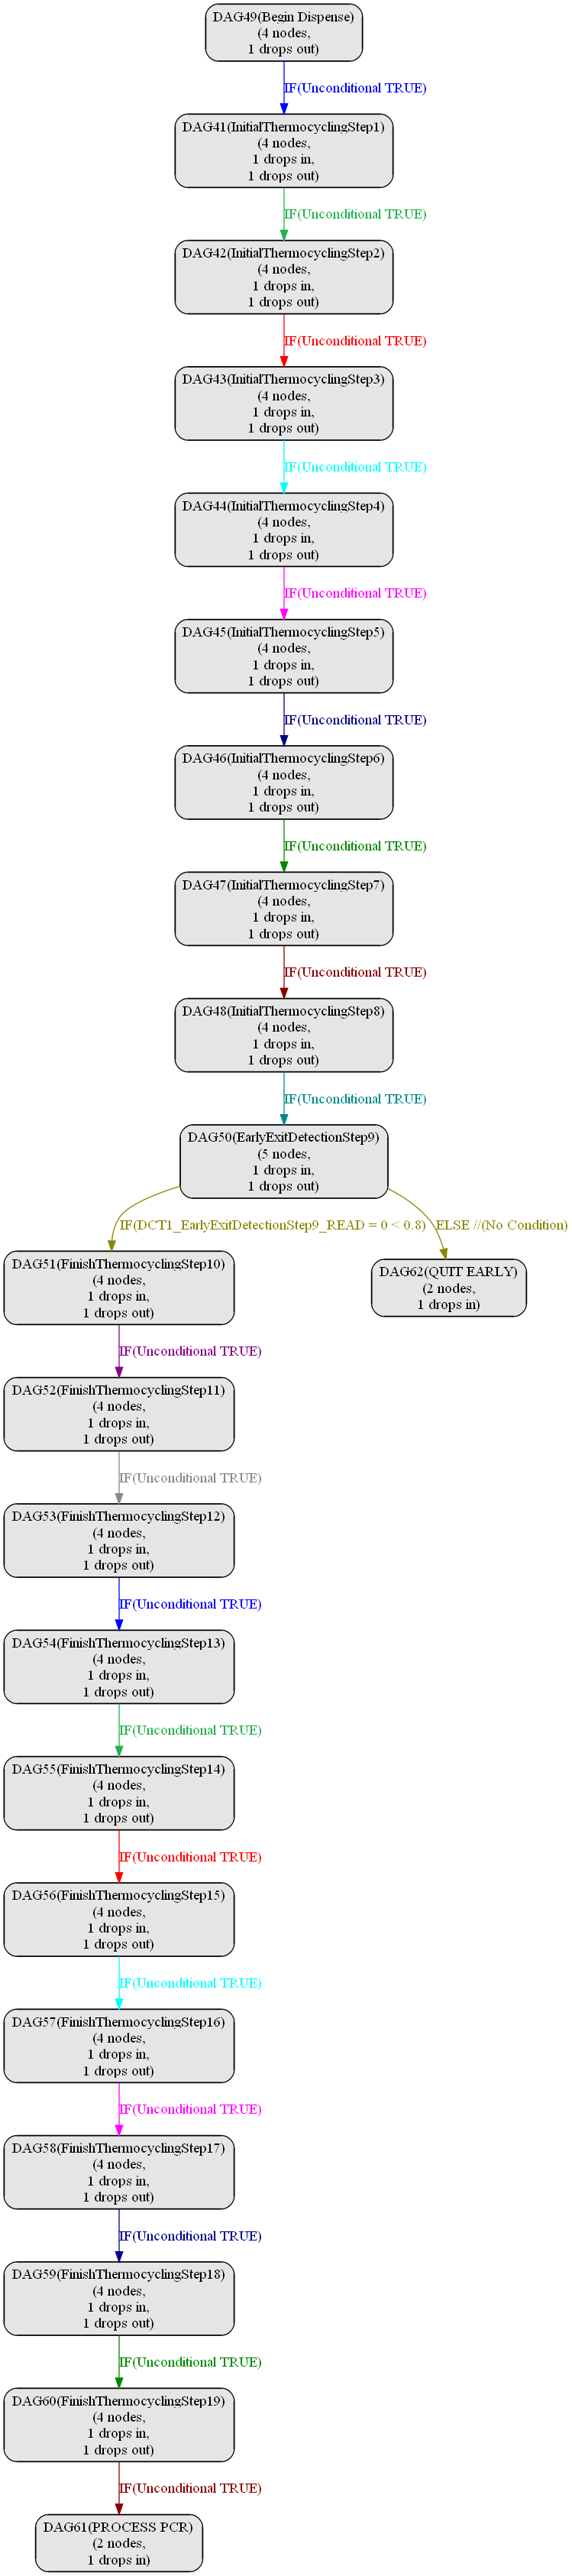 DAG49(Begin Dispense)
(4 nodes,
1 drops out)
IF(Unconditional TRUE)
DAG41(InitialThermocyclingStep1)
(4 nodes,
1 drops in,
1 drops out)
IF(Unconditional TRUE)
DAG42(InitialThermocyclingStep2)
(4 nodes,
1 drops in,
1 drops out)
IF(Unconditional TRUE)
DAG43(InitialThermocyclingStep3)
(4 nodes,
1 drops in,
1 drops out)
IF(Unconditional TRUE)
DAG44(InitialThermocyclingStep4)
(4 nodes,
1 drops in,
1 drops out)
IF(Unconditional TRUE)
DAG45(InitialThermocyclingStep5)
(4 nodes,
1 drops in,
1 drops out)
IF(Unconditional TRUE)
DAG46(InitialThermocyclingStep6)
(4 nodes,
1 drops in,
1 drops out)
IF(Unconditional TRUE)
DAG47(InitialThermocyclingStep7)
(4 nodes,
1 drops in,
1 drops out)
IF(Unconditional TRUE)
DAG48(InitialThermocyclingStep8)
(4 nodes,
1 drops in,
1 drops out)
IF(Unconditional TRUE)
DAG50(EarlyExitDetectionStep9)
(5 nodes,
1 drops in,
1 drops out)
IF(DCT1_EarlyExitDetectionStep9_READ = 0 < 0.8)
ELSE //(No Condition)
DAG51(FinishThermocyclingStep10)
(4 nodes,
1 drops in,
1 drops out)
DAG62(QUIT EARLY)
(2 nodes,
1 drops in)
IF(Unconditional TRUE)
DAG52(FinishThermocyclingStep11)
(4 nodes,
1 drops in,
1 drops out)
IF(Unconditional TRUE)
DAG53(FinishThermocyclingStep12)
(4 nodes,
1 drops in,
1 drops out)
IF(Unconditional TRUE)
DAG54(FinishThermocyclingStep13)
(4 nodes,
1 drops in,
1 drops out)
IF(Unconditional TRUE)
DAG55(FinishThermocyclingStep14)
(4 nodes,
1 drops in,
1 drops out)
IF(Unconditional TRUE)
DAG56(FinishThermocyclingStep15)
(4 nodes,
1 drops in,
1 drops out)
IF(Unconditional TRUE)
DAG57(FinishThermocyclingStep16)
(4 nodes,
1 drops in,
1 drops out)
IF(Unconditional TRUE)
DAG58(FinishThermocyclingStep17)
(4 nodes,
1 drops in,
1 drops out)
IF(Unconditional TRUE)
DAG59(FinishThermocyclingStep18)
(4 nodes,
1 drops in,
1 drops out)
IF(Unconditional TRUE)
DAG60(FinishThermocyclingStep19)
(4 nodes,
1 drops in,
1 drops out)
IF(Unconditional TRUE)
DAG61(PROCESS PCR)
(2 nodes,
1 drops in)